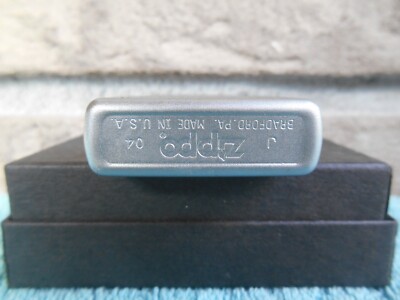 J zippo 04
BRADFORD,PA. MADE IN U.S.A.